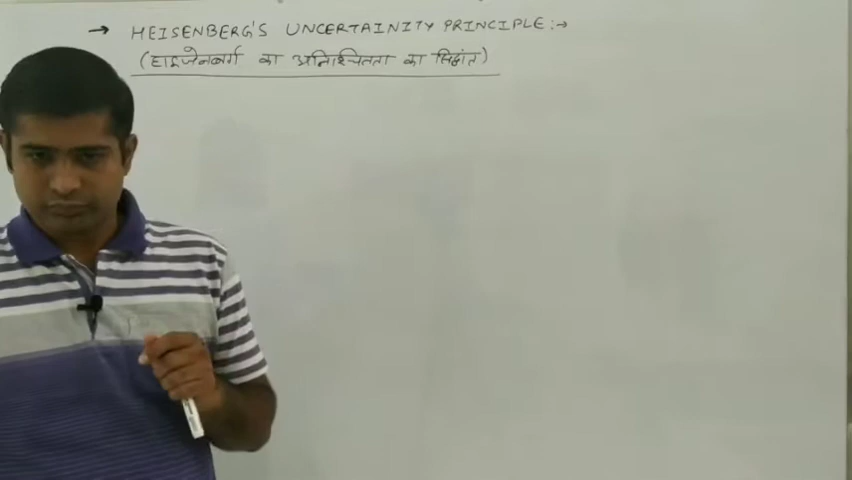 → HEISENBERG'S UNCERTAINITY PRINCIPLE :→
(हाइजेनबर्ग का अनिश्चितता का सिद्धांत)